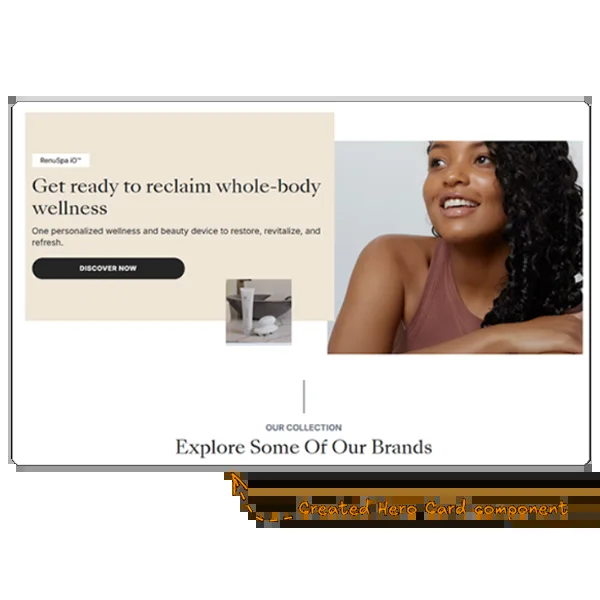 RenuSpa iO™
Get ready to reclaim whole-body
wellness
One personalized wellness and beauty device to restore, revitalize, and
refresh.
DISCOVER NOW
OUR COLLECTION
Explore Some Of Our Brands
Created Hero Card component